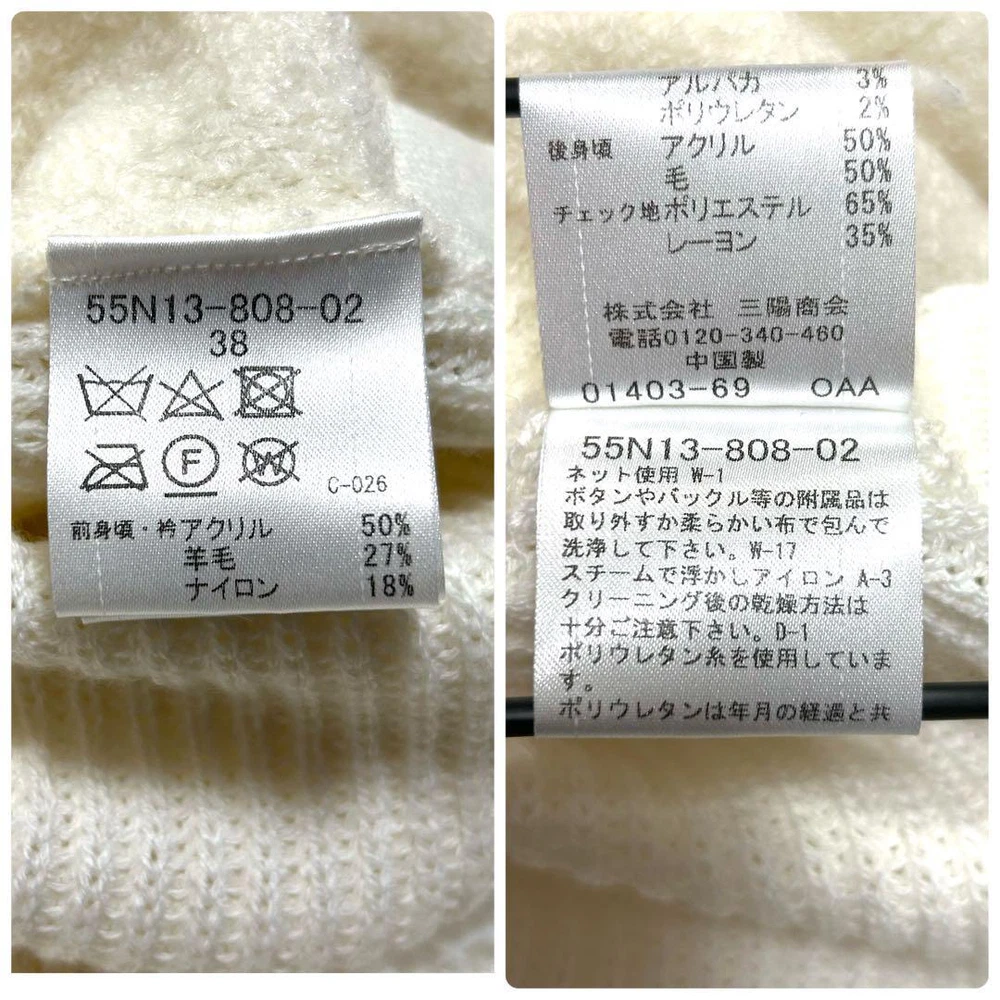 55N13-808-02
38
F
W
C-026
前身頃・衿アクリル 50%
羊毛 27%
ナイロン 18%
アルパカ 3%
ポリウレタン 2%
後身頃 アクリル 50%
毛 50%
チェック地ポリエステル 65%
レーヨン 35%
株式会社 三陽商会
電話0120-340-460
中国製
01403-69 OAA
55N13-808-02
ネット使用 W-1
ボタンやバックル等の附属品は
取り外すか柔らかい布で包んで
洗浄して下さい。W-17
スチームで浮かしアイロン A-3
クリーニング後の乾燥方法は
十分ご注意下さい。D-1
ポリウレタン糸を使用していま
す。
ポリウレタンは年月の経過と共